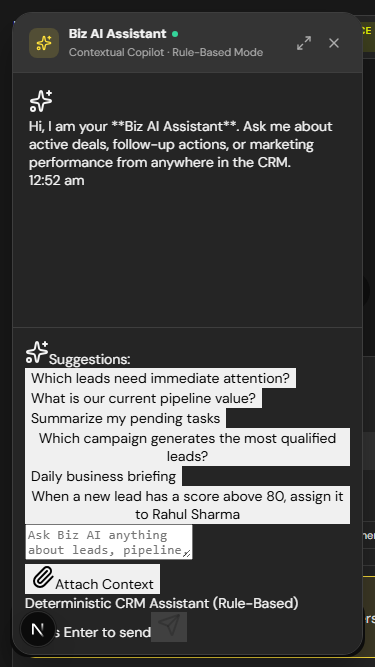 Biz AI Assistant
Contextual Copilot · Rule-Based Mode
Hi, I am your **Biz AI Assistant**. Ask me about
active deals, follow-up actions, or marketing
performance from anywhere in the CRM.
12:52 am
Suggestions:
Which leads need immediate attention?
What is our current pipeline value?
Summarize my pending tasks
Which campaign generates the most qualified
leads?
Daily business briefing
When a new lead has a score above 80, assign it
to Rahul Sharma
Ask Biz AI anything
about leads, pipeline,
Attach Context
Deterministic CRM Assistant (Rule-Based)
N
s Enter to send